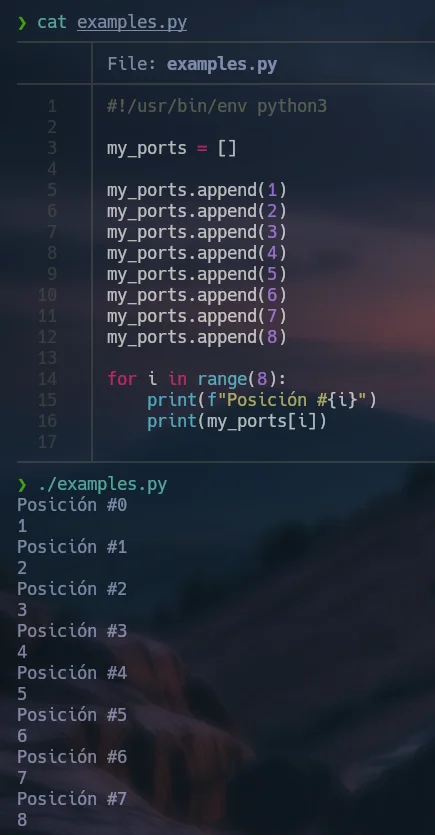 ❯ cat examples.py
File: examples.py
1 #!/usr/bin/env python3
2
3 my_ports = []
4
5 my_ports.append(1)
6 my_ports.append(2)
7 my_ports.append(3)
8 my_ports.append(4)
9 my_ports.append(5)
10 my_ports.append(6)
11 my_ports.append(7)
12 my_ports.append(8)
13
14 for i in range(8):
15     print(f"Posición #{i}")
16     print(my_ports[i])
17
❯ ./examples.py
Posición #0
1
Posición #1
2
Posición #2
3
Posición #3
4
Posición #4
5
Posición #5
6
Posición #6
7
Posición #7
8